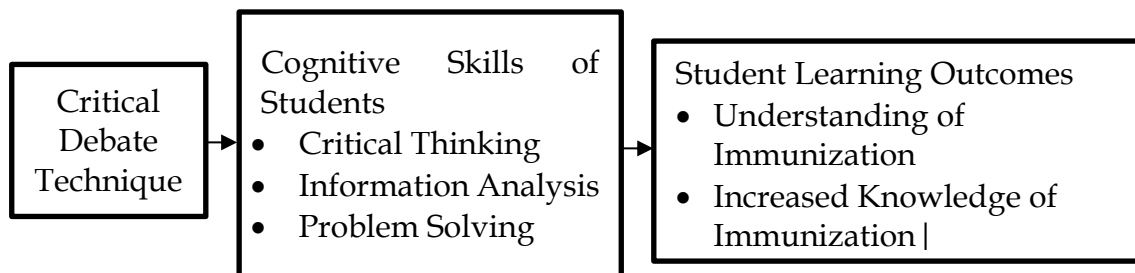 Critical
Debate
Technique
Cognitive Skills of
Students
• Critical Thinking
• Information Analysis
• Problem Solving
Student Learning Outcomes
• Understanding of
Immunization
• Increased Knowledge of
Immunization|